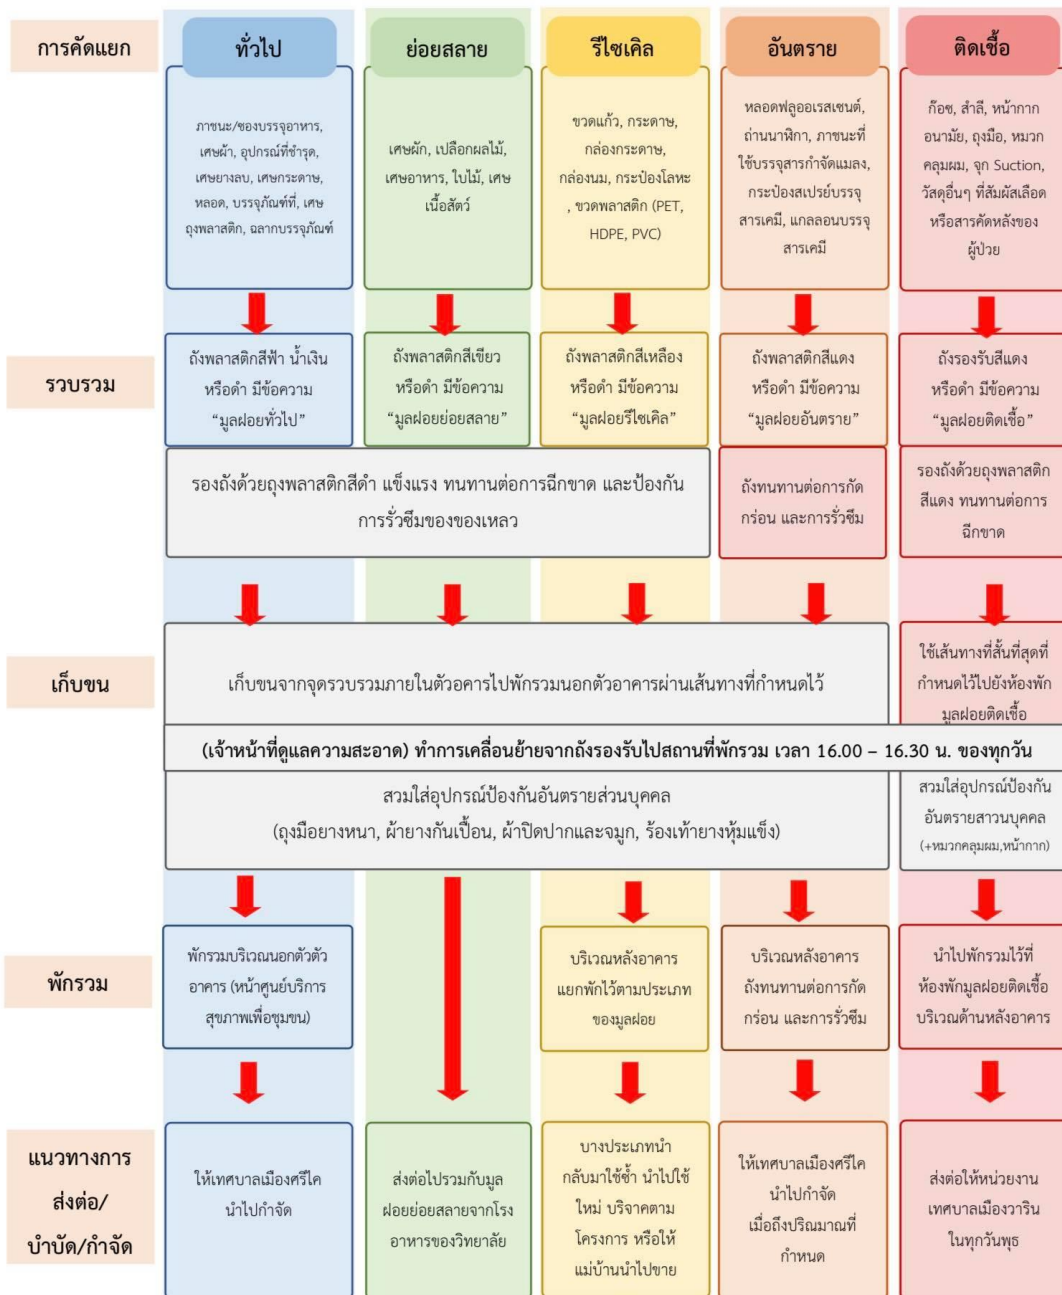 การคัดแยก
ทั่วไป
ย่อยสลาย
รีไซเคิล
อันตราย
ติดเชื้อ
ภาชนะ/ซองบรรจุอาหาร,
เศษผ้า, อุปกรณ์ที่ชำรุด,
เศษยางลบ, เศษกระดาษ,
หลอด, บรรจุภัณฑ์ที่, เศษ
ถุงพลาสติก, ฉลากบรรจุภัณฑ์
เศษผัก, เปลือกผลไม้,
เศษอาหาร, ใบไม้, เศษ
เนื้อสัตว์
ขวดแก้ว, กระดาษ,
กล่องกระดาษ,
กล่องนม, กระป๋องโลหะ
, ขวดพลาสติก (PET,
HDPE, PVC)
หลอดฟลูออเรสเซนต์,
ถ่านนาฬิกา, ภาชนะที่
ใช้บรรจุสารกำจัดแมลง,
กระป๋องสเปรย์บรรจุ
สารเคมี, แกลลอนบรรจุ
สารเคมี
ก๊อซ, สำลี, หน้ากาก
อนามัย, ถุงมือ, หมวก
คลุมผม, จุก Suction,
วัสดุอื่นๆ ที่สัมผัสเลือด
หรือสารคัดหลังของ
ผู้ป่วย
รวบรวม
ถังพลาสติกสีฟ้า น้ำเงิน
หรือดำ มีข้อความ
“มูลฝอยทั่วไป”
ถังพลาสติกสีเขียว
หรือดำ มีข้อความ
“มูลฝอยย่อยสลาย”
ถังพลาสติกสีเหลือง
หรือดำ มีข้อความ
“มูลฝอยรีไซเคิล”
ถังพลาสติกสีแดง
หรือดำ มีข้อความ
“มูลฝอยอันตราย”
ถังรองรับสีแดง
หรือดำ มีข้อความ
“มูลฝอยติดเชื้อ”
รองถังด้วยถุงพลาสติกสีดำ แข็งแรง ทนทานต่อการฉีกขาด และป้องกัน
การรั่วซึมของของเหลว
ถังทนทานต่อการกัด
กร่อน และการรั่วซึม
รองถังด้วยถุงพลาสติก
สีแดง ทนทานต่อการ
ฉีกขาด
เก็บขน
เก็บขนจากจุดรวบรวมภายในตัวอคารไปพักรวมนอกตัวอาคารผ่านเส้นทางที่กำหนดไว้
ใช้เส้นทางที่สั้นที่สุดที่
กำหนดไว้ไปยังห้องพัก
มูลฝอยติดเชื้อ
(เจ้าหน้าที่ดูแลความสะอาด) ทำการเคลื่อนย้ายจากถังรองรับไปสถานที่พักรวม เวลา 16.00 – 16.30 น. ของทุกวัน
สวมใส่อุปกรณ์ป้องกันอันตรายส่วนบุคคล
(ถุงมือยางหนา, ผ้ายางกันเปื้อน, ผ้าปิดปากและจมูก, ร้องเท้ายางหุ้มแข็ง)
สวมใส่อุปกรณ์ป้องกัน
อันตรายสาวนบุคคล
(+หมวกคลุมผม,หน้ากาก)
พักรวม
พักรวมบริเวณนอกตัวตัว
อาคาร (หน้าศูนย์บริการ
สุขภาพเพื่อชุมขน)
บริเวณหลังอาคาร
แยกพักไว้ตามประเภท
ของมูลฝอย
บริเวณหลังอาคาร
ถังทนทานต่อการกัด
กร่อน และการรั่วซึม
นำไปพักรวมไว้ที่
ห้องพักมูลฝอยติดเชื้อ
บริเวณด้านหลังอาคาร
แนวทางการ
ส่งต่อ/
บำบัด/กำจัด
ให้เทศบาลเมืองศรีไค
นำไปกำจัด
ส่งต่อไปรวมกับมูล
ฝอยย่อยสลายจากโรง
อาหารของวิทยาลัย
บางประเภทนำ
กลับมาใช้ซ้ำ นำไปใช้
ใหม่ บริจาคตาม
โครงการ หรือให้
แม่บ้านนำไปขาย
ให้เทศบาลเมืองศรีไค
นำไปกำจัด
เมื่อถึงปริณมาณที่
กำหนด
ส่งต่อให้หน่วยงาน
เทศบาลเมืองวาริน
ในทุกวันพุธ